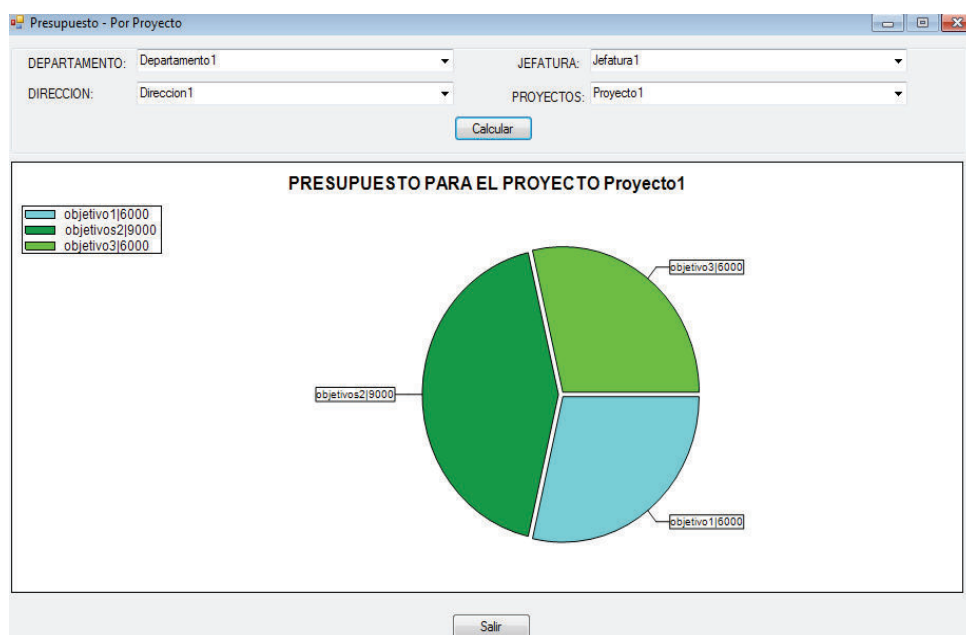 Presupuesto - Por Proyecto
DEPARTAMENTO: Departamento1 JEFATURA: Jefatura1
DIRECCION: Direccion1 PROYECTOS: Proyecto1
Calcular
PRESUPUESTO PARA EL PROYECTO Proyecto1
objetivo1|6000
objetivos2|9000
objetivo3|6000
objetivo3|6000
objetivos2|9000
objetivo1|6000
Salir